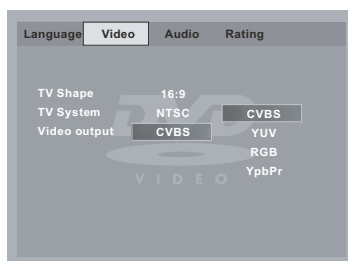 Language Video Audio Rating
TV Shape 16:9
TV System NTSC CVBS
Video output CVBS YUV
RGB
YpbPr
DVD
VIDEO